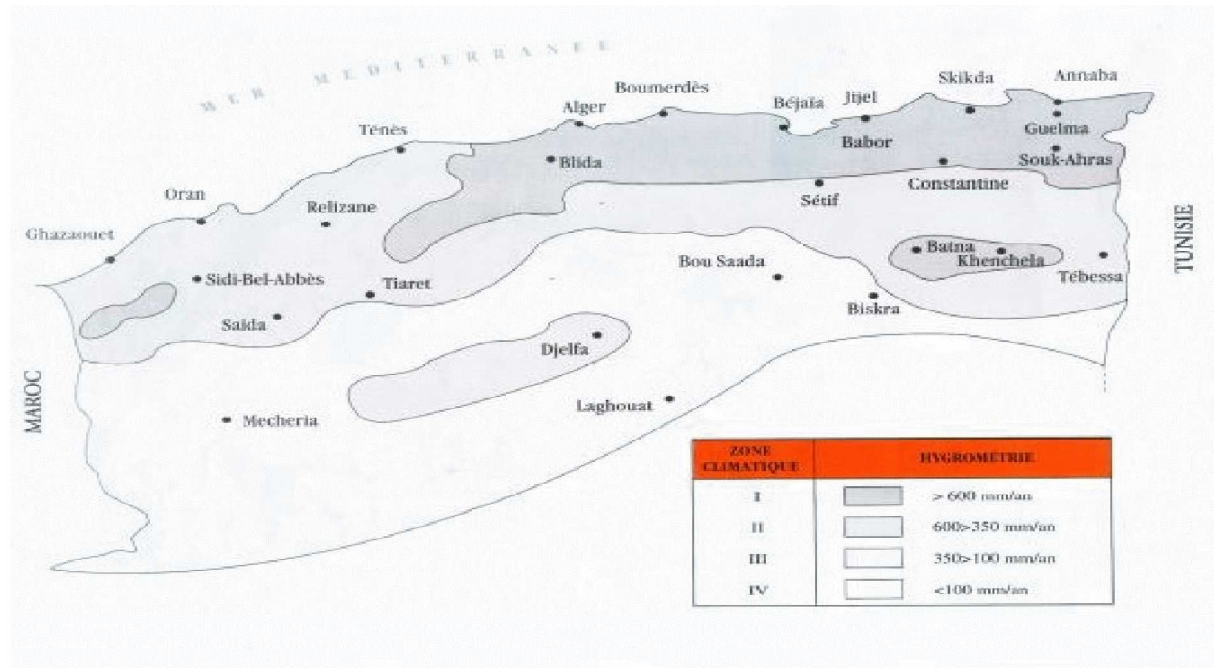 MER MEDITERRANÉE
Boumerdès
Skikda
Annaba
Alger
Béjaïa
Jijel
Ténès
Babor
Guelma
Blida
Souk-Ahras
Constantine
Oran
Relizane
Sétif
Ghazaouet
TUNISIE
Batna
Khenchela
Bou Saada
Sidi-Bel-Abbès
Tiaret
Tébessa
Biskra
Saïda
Djelfa
MAROC
Mecheria
Laghouat
ZONE CLIMATIQUE
HYGROMÉTRIE
I
> 600 mm/an
II
600>350 mm/an
III
350>100 mm/an
IV
<100 mm/an